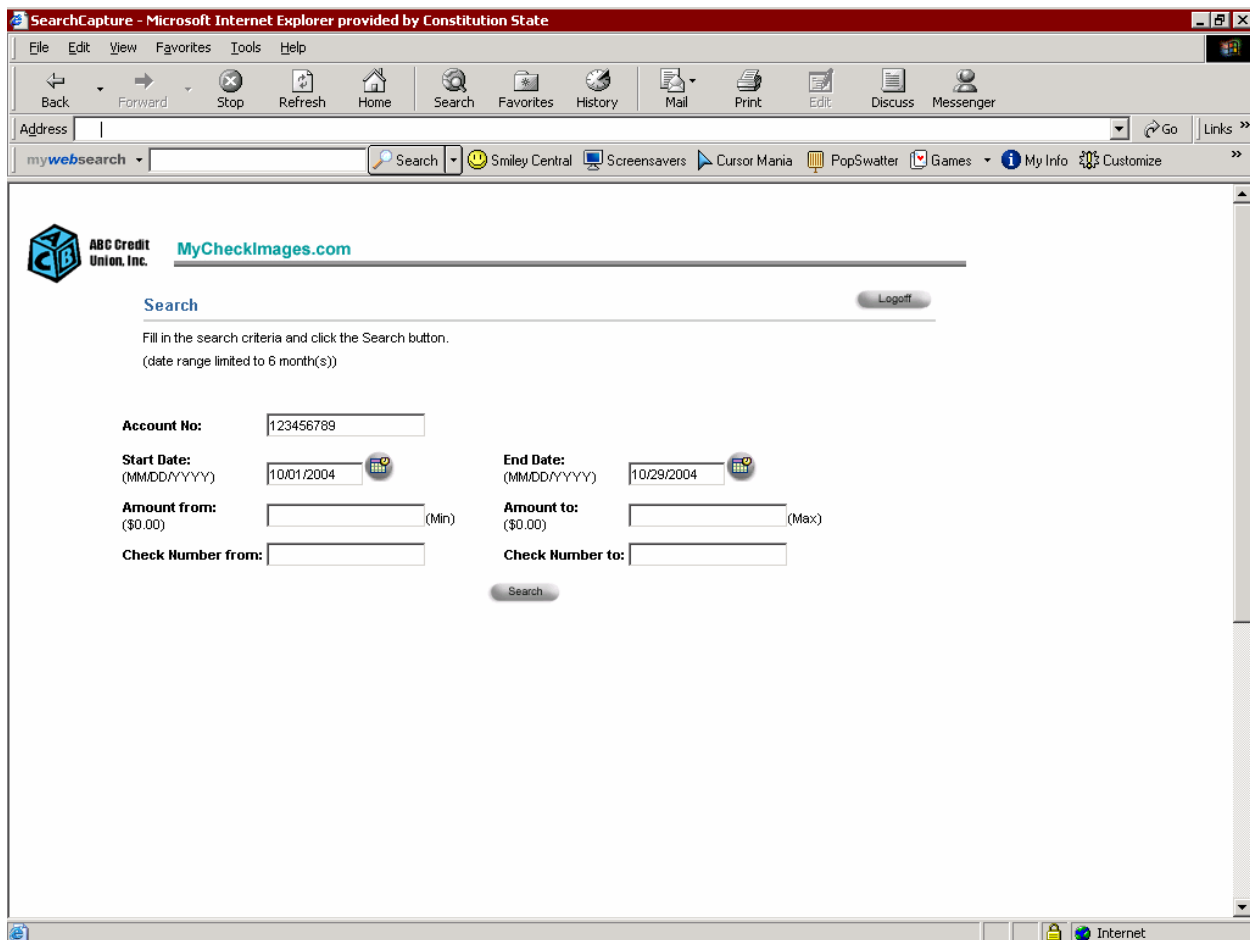 SearchCapture - Microsoft Internet Explorer provided by Constitution State
File Edit View Favorites Tools Help
Back Forward Stop Refresh Home Search Favorites History Mail Print Edit Discuss Messenger
Address Go Links »
mywebsearch Search Smiley Central Screensavers Cursor Mania PopSwatter Games My Info Customize »
A C B ABC Credit Union, Inc. MyCheckImages.com
Search Logoff
Fill in the search criteria and click the Search button.
(date range limited to 6 month(s))
Account No: 123456789
Start Date: End Date:
(MM/DD/YYYY) 10/01/2004 (MM/DD/YYYY) 10/29/2004
Amount from: Amount to:
($0.00) (Min) ($0.00) (Max)
Check Number from: Check Number to:
Search
Internet